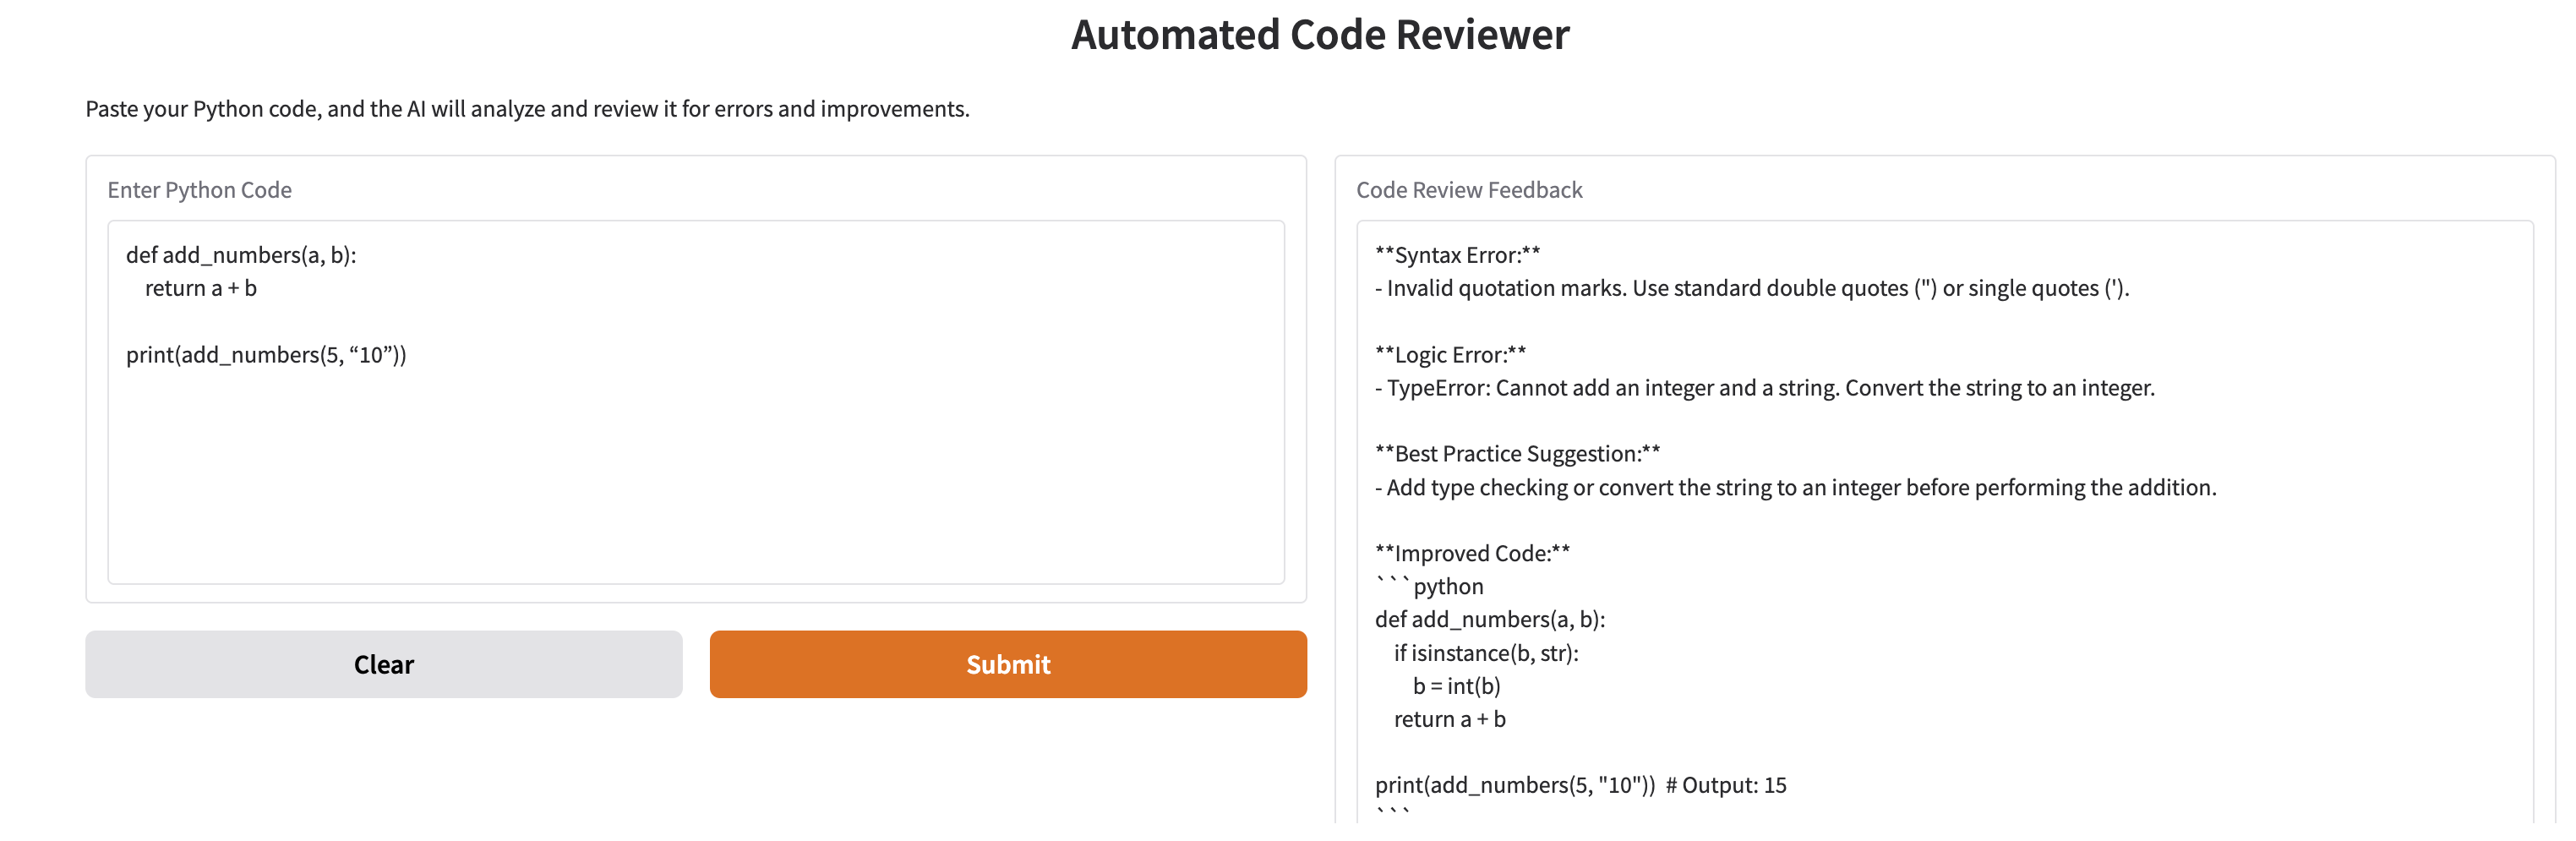 Automated Code Reviewer
Paste your Python code, and the AI will analyze and review it for errors and improvements.
Enter Python Code
def add_numbers(a, b):
    return a + b

print(add_numbers(5, “10”))
Clear
Submit
Code Review Feedback
**Syntax Error:**
- Invalid quotation marks. Use standard double quotes (") or single quotes (').

**Logic Error:**
- TypeError: Cannot add an integer and a string. Convert the string to an integer.

**Best Practice Suggestion:**
- Add type checking or convert the string to an integer before performing the addition.

**Improved Code:**
```python
def add_numbers(a, b):
    if isinstance(b, str):
        b = int(b)
    return a + b

print(add_numbers(5, "10"))  # Output: 15
```